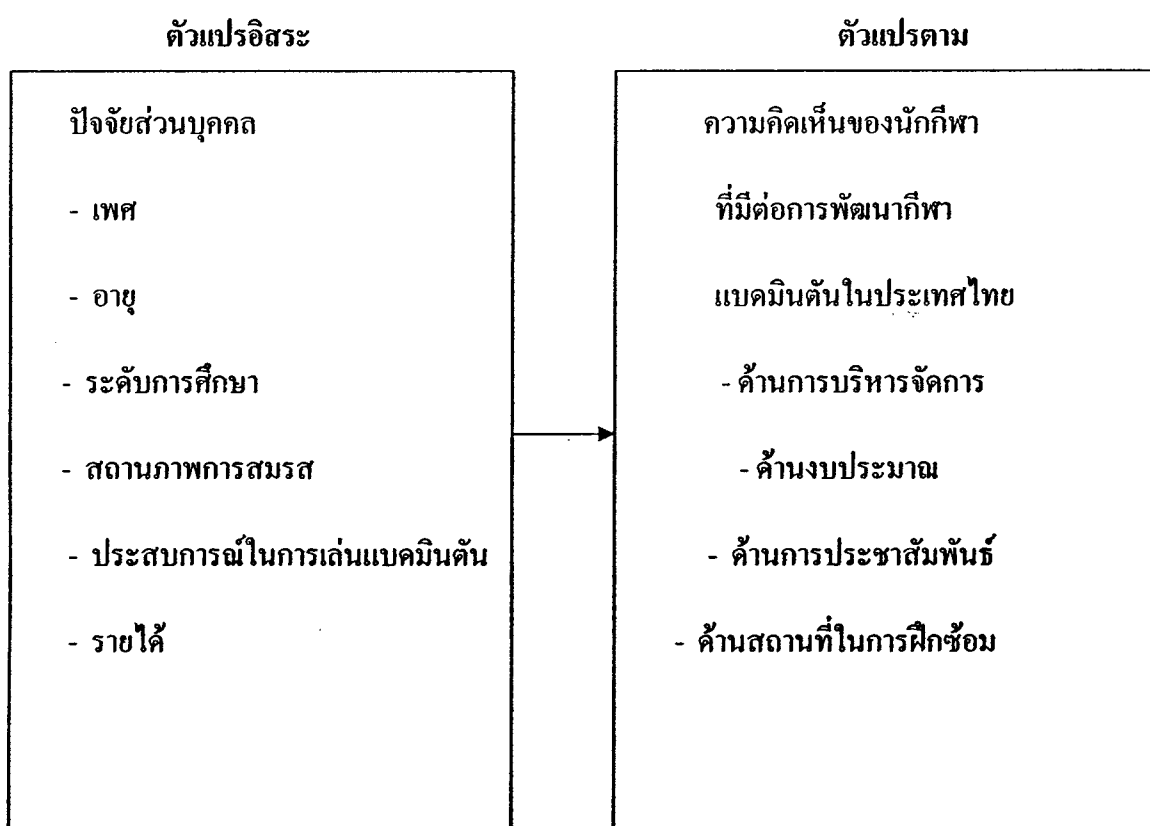 ตัวแปรอิสระ
ปัจจัยส่วนบุคคล
- เพศ
- อายุ
- ระดับการศึกษา
- สถานภาพการสมรส
- ประสบการณ์ในการเล่นแบดมินตัน
- รายได้
ตัวแปรตาม
ความคิดเห็นของนักกีฬา
ที่มีต่อการพัฒนากีฬา
แบดมินตันในประเทศไทย
- ด้านการบริหารจัดการ
- ด้านงบประมาณ
- ด้านการประชาสัมพันธ์
- ด้านสถานที่ในการฝึกซ้อม